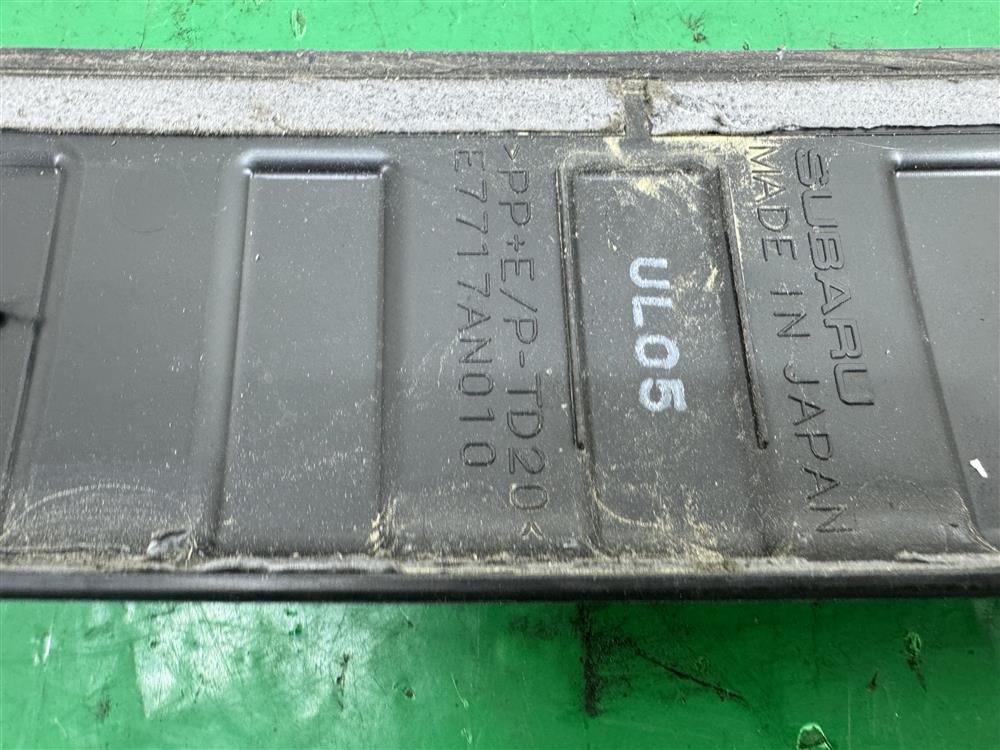 SUBARU
MADE IN JAPAN
UL05
>PP+E/P-TD20<
E7717AN010